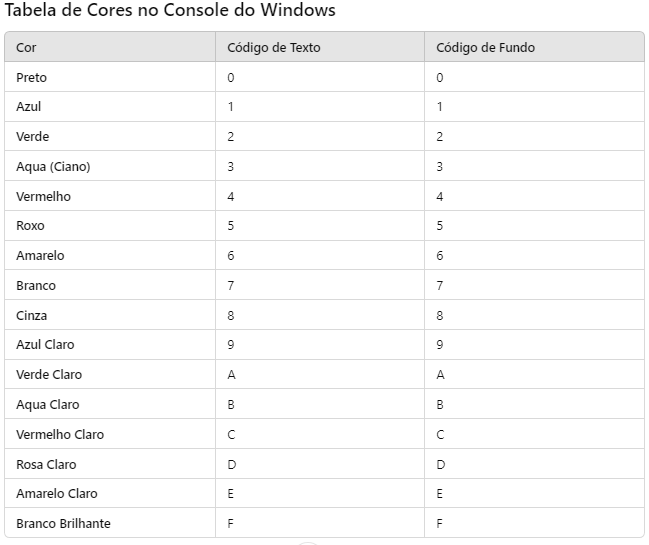 Tabela de Cores no Console do Windows
Cor Código de Texto Código de Fundo
Preto 0 0
Azul 1 1
Verde 2 2
Aqua (Ciano) 3 3
Vermelho 4 4
Roxo 5 5
Amarelo 6 6
Branco 7 7
Cinza 8 8
Azul Claro 9 9
Verde Claro A A
Aqua Claro B B
Vermelho Claro C C
Rosa Claro D D
Amarelo Claro E E
Branco Brilhante F F